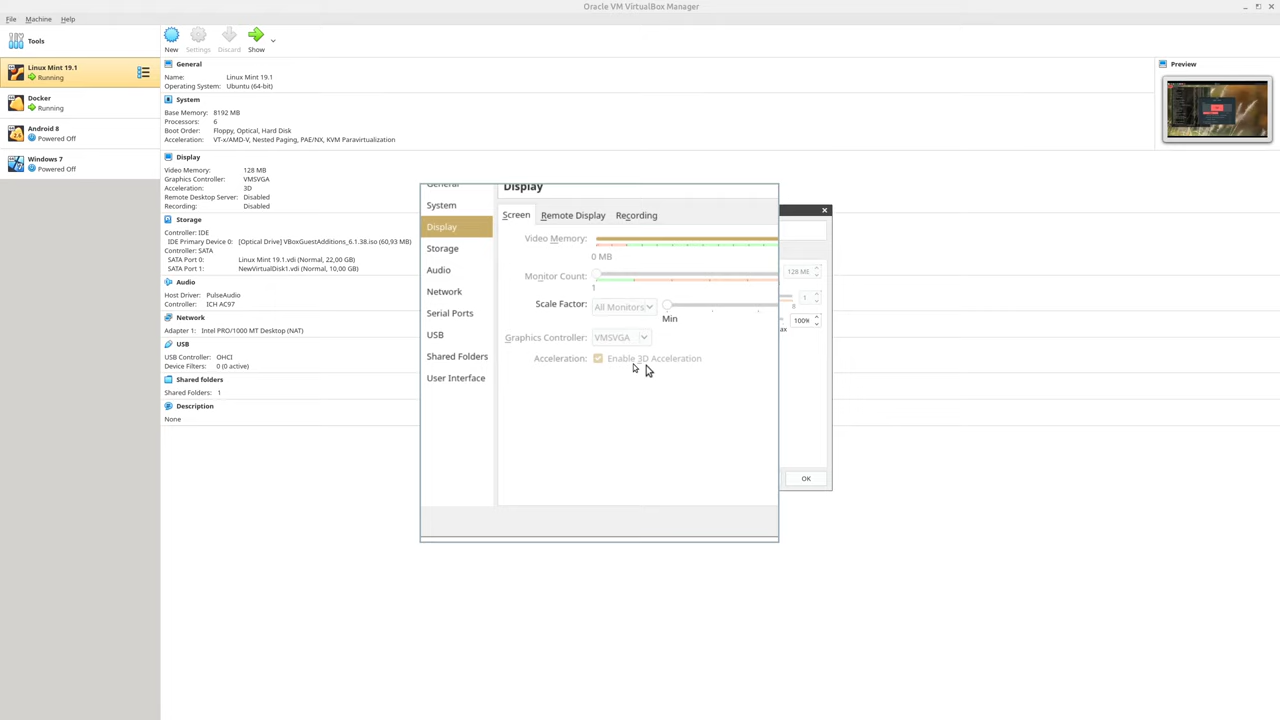 Oracle VM VirtualBox Manager
File Machine Help
Tools
New Settings Discard Show
Linux Mint 19.1
Running
Docker
Running
Android 8
Powered Off
Windows 7
Powered Off
General
Name: Linux Mint 19.1
Operating System: Ubuntu (64-bit)
System
Base Memory: 8192 MB
Processors: 6
Boot Order: Floppy, Optical, Hard Disk
Acceleration: VT-x/AMD-V, Nested Paging, PAE/NX, KVM Paravirtualization
Display
Video Memory: 128 MB
Graphics Controller: VMSVGA
Acceleration: 3D
Remote Desktop Server: Disabled
Recording: Disabled
Storage
Controller: IDE
IDE Primary Device 0: [Optical Drive] VBoxGuestAdditions_6.1.38.iso (60,93 MB)
Controller: SATA
SATA Port 0: Linux Mint 19.1.vdi (Normal, 22,00 GB)
SATA Port 1: NewVirtualDisk1.vdi (Normal, 10,00 GB)
Audio
Host Driver: PulseAudio
Controller: ICH AC97
Network
Adapter 1: Intel PRO/1000 MT Desktop (NAT)
USB
USB Controller: OHCI
Device Filters: 0 (0 active)
Shared folders
Shared Folders: 1
Description
None
Preview
General
System
Display
Storage
Audio
Network
Serial Ports
USB
Shared Folders
User Interface
Display
Screen Remote Display Recording
Video Memory:
0 MB
128 ME
Monitor Count:
1
8
1
Scale Factor: All Monitors
Min
ax
100%
Graphics Controller: VMSVGA
Acceleration: Enable 3D Acceleration
OK